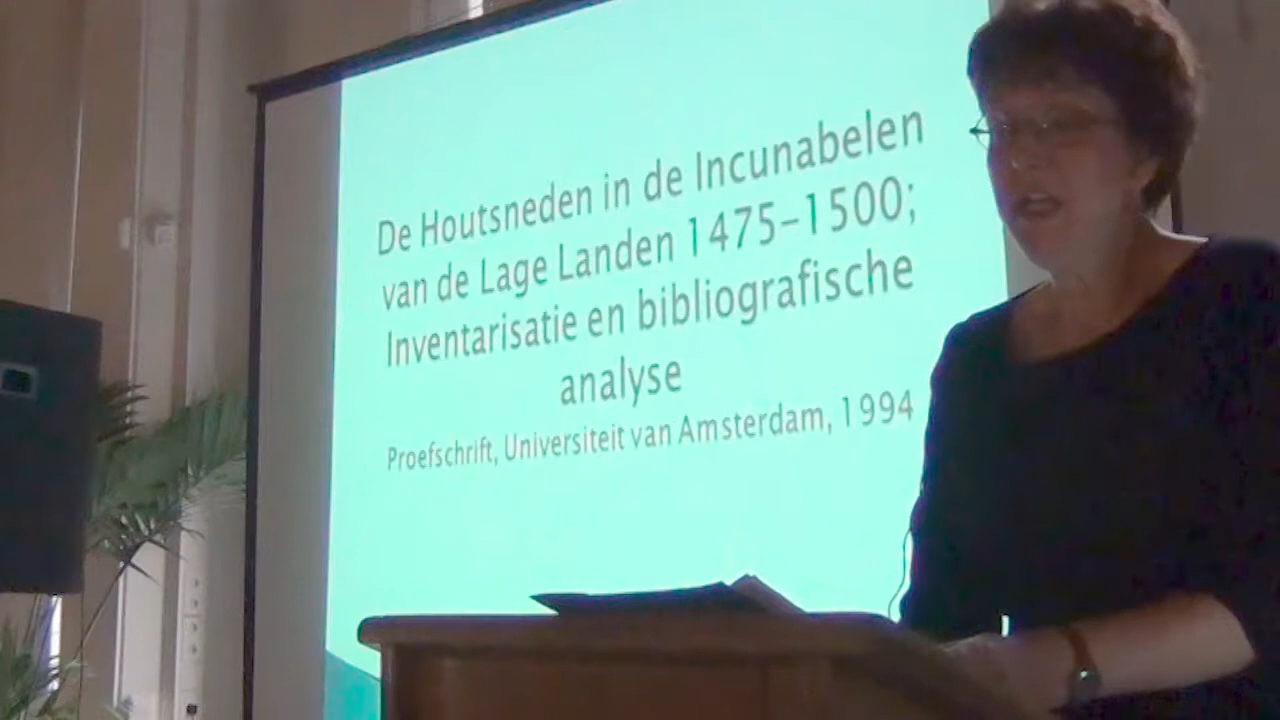 De Houtsneden in de Incunabelen
van de Lage Landen 1475–1500;
Inventarisatie en bibliografische
analyse
Proefschrift, Universiteit van Amsterdam, 1994